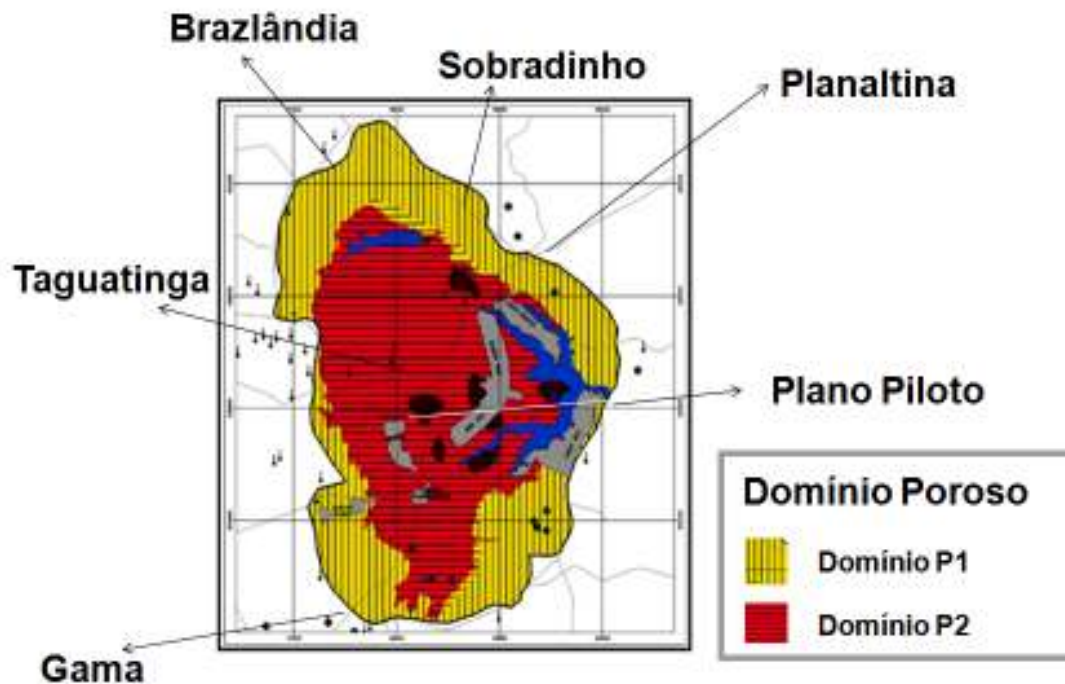 Brazlândia
Sobradinho
Planaltina
Taguatinga
Plano Piloto
Domínio Poroso
Domínio P1
Domínio P2
Gama